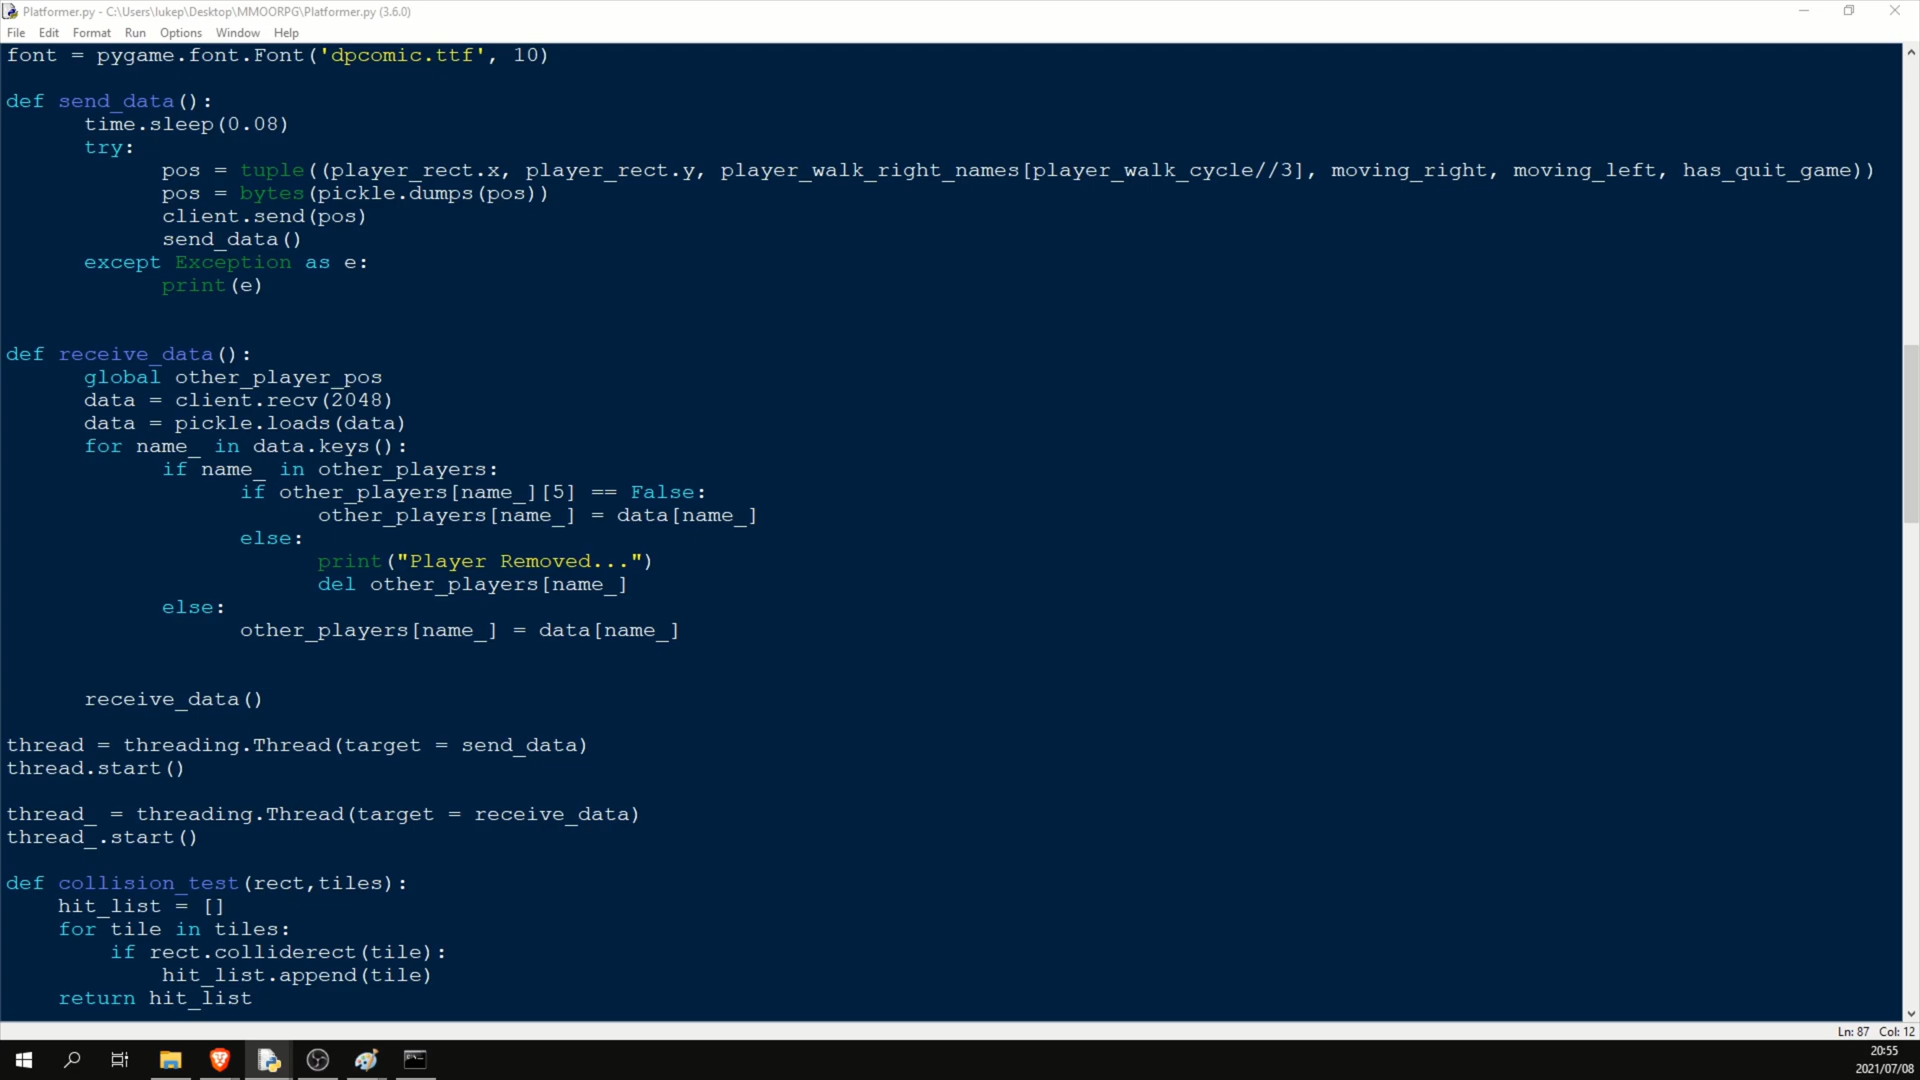 Platformer.py - C:\Users\lukep\Desktop\MMOORPG\Platformer.py (3.6.0)
File Edit Format Run Options Window Help
font = pygame.font.Font('dpcomic.ttf', 10)
def send_data():
time.sleep(0.08)
try:
pos = tuple((player_rect.x, player_rect.y, player_walk_right_names[player_walk_cycle//3], moving_right, moving_left, has_quit_game))
pos = bytes(pickle.dumps(pos))
client.send(pos)
send_data()
except Exception as e:
print(e)
def receive_data():
global other_player_pos
data = client.recv(2048)
data = pickle.loads(data)
for name_ in data.keys():
if name_ in other_players:
if other_players[name_][5] == False:
other_players[name_] = data[name_]
else:
print("Player Removed...")
del other_players[name_]
else:
other_players[name_] = data[name_]
receive_data()
thread = threading.Thread(target = send_data)
thread.start()
thread_ = threading.Thread(target = receive_data)
thread_.start()
def collision_test(rect,tiles):
hit_list = []
for tile in tiles:
if rect.colliderect(tile):
hit_list.append(tile)
return hit_list
Ln: 87 Col: 12
20:55
2021/07/08